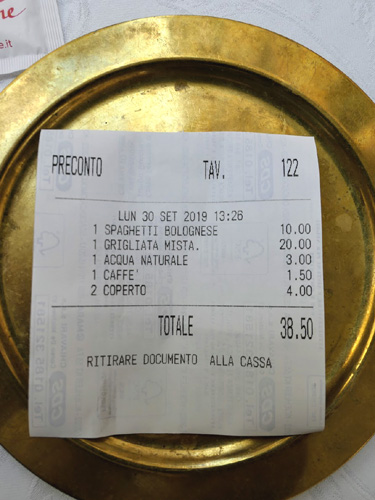 re
e.it
PRECONTO TAV. 122
LUN 30 SET 2019 13:26
1 SPAGHETTI BOLOGNESE 10.00
1 GRIGLIATA MISTA. 20.00
1 ACQUA NATURALE 3.00
1 CAFFE' 1.50
2 COPERTO 4.00
TOTALE 38.50
RITIRARE DOCUMENTO ALLA CASSA